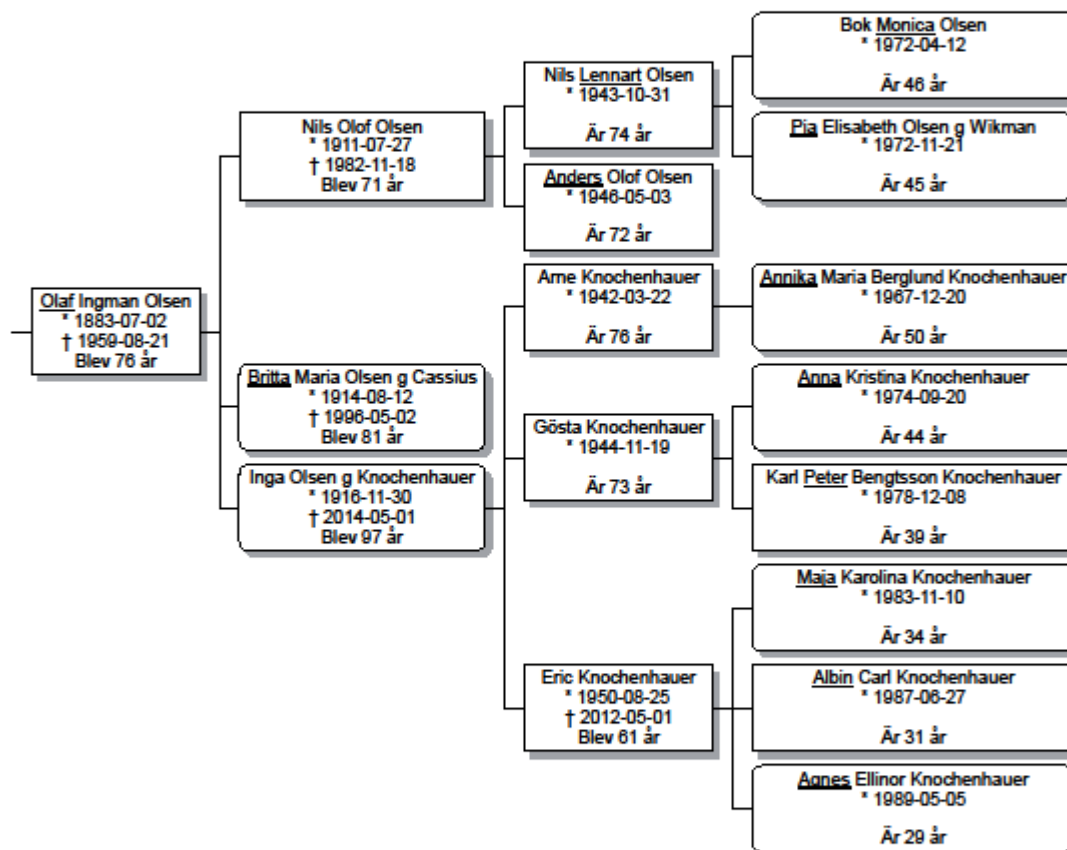 Bok Monica Olsen
* 1972-04-12
Är 46 år
Nils Lennart Olsen
* 1943-10-31
Är 74 år
Pia Elisabeth Olsen g Wikman
* 1972-11-21
Är 45 år
Nils Olof Olsen
* 1911-07-27
† 1982-11-18
Blev 71 år
Anders Olof Olsen
* 1946-05-03
Är 72 år
Olaf Ingman Olsen
* 1883-07-02
† 1959-08-21
Blev 76 år
Arne Knochenhauer
* 1942-03-22
Är 76 år
Annika Maria Berglund Knochenhauer
* 1967-12-20
Är 50 år
Britta Maria Olsen g Cassius
* 1914-08-12
† 1996-05-02
Blev 81 år
Anna Kristina Knochenhauer
* 1974-09-20
Är 44 år
Gösta Knochenhauer
* 1944-11-19
Är 73 år
Inga Olsen g Knochenhauer
* 1916-11-30
† 2014-05-01
Blev 97 år
Karl Peter Bengtsson Knochenhauer
* 1978-12-08
Är 39 år
Maja Karolina Knochenhauer
* 1983-11-10
Är 34 år
Eric Knochenhauer
* 1950-08-25
† 2012-05-01
Blev 61 år
Albin Carl Knochenhauer
* 1987-06-27
Är 31 år
Agnes Ellinor Knochenhauer
* 1989-05-05
Är 29 år